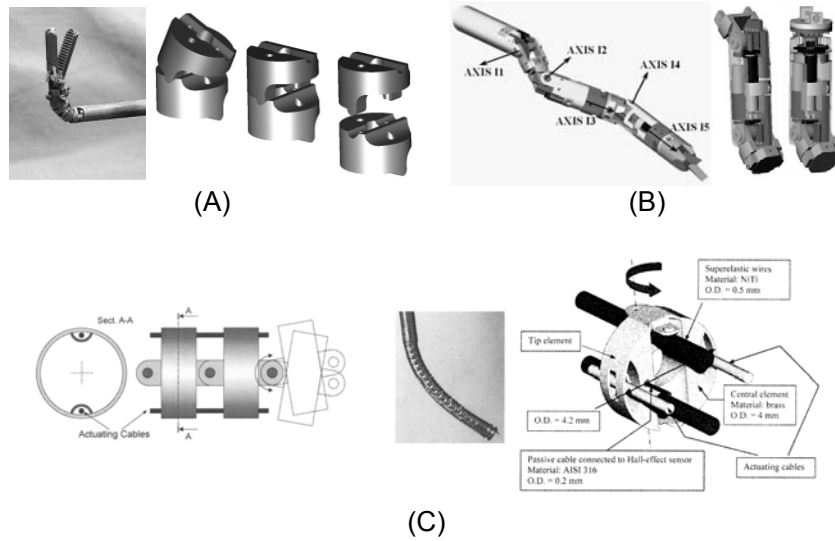 AXIS I1
AXIS I2
AXIS I4
AXIS I3
AXIS I5
(A)
(B)
Sect. A-A
A
A
Actuating Cables
Superelastic wires
Material: NiTi
O.D. = 0.5 mm
Tip element
Central element
Material: brass
O.D. = 4 mm
O.D. = 4.2 mm
Passive cable connected to Hall-effect sensor
Material: AISI 316
O.D. = 0.2 mm
Actuating cables
(C)